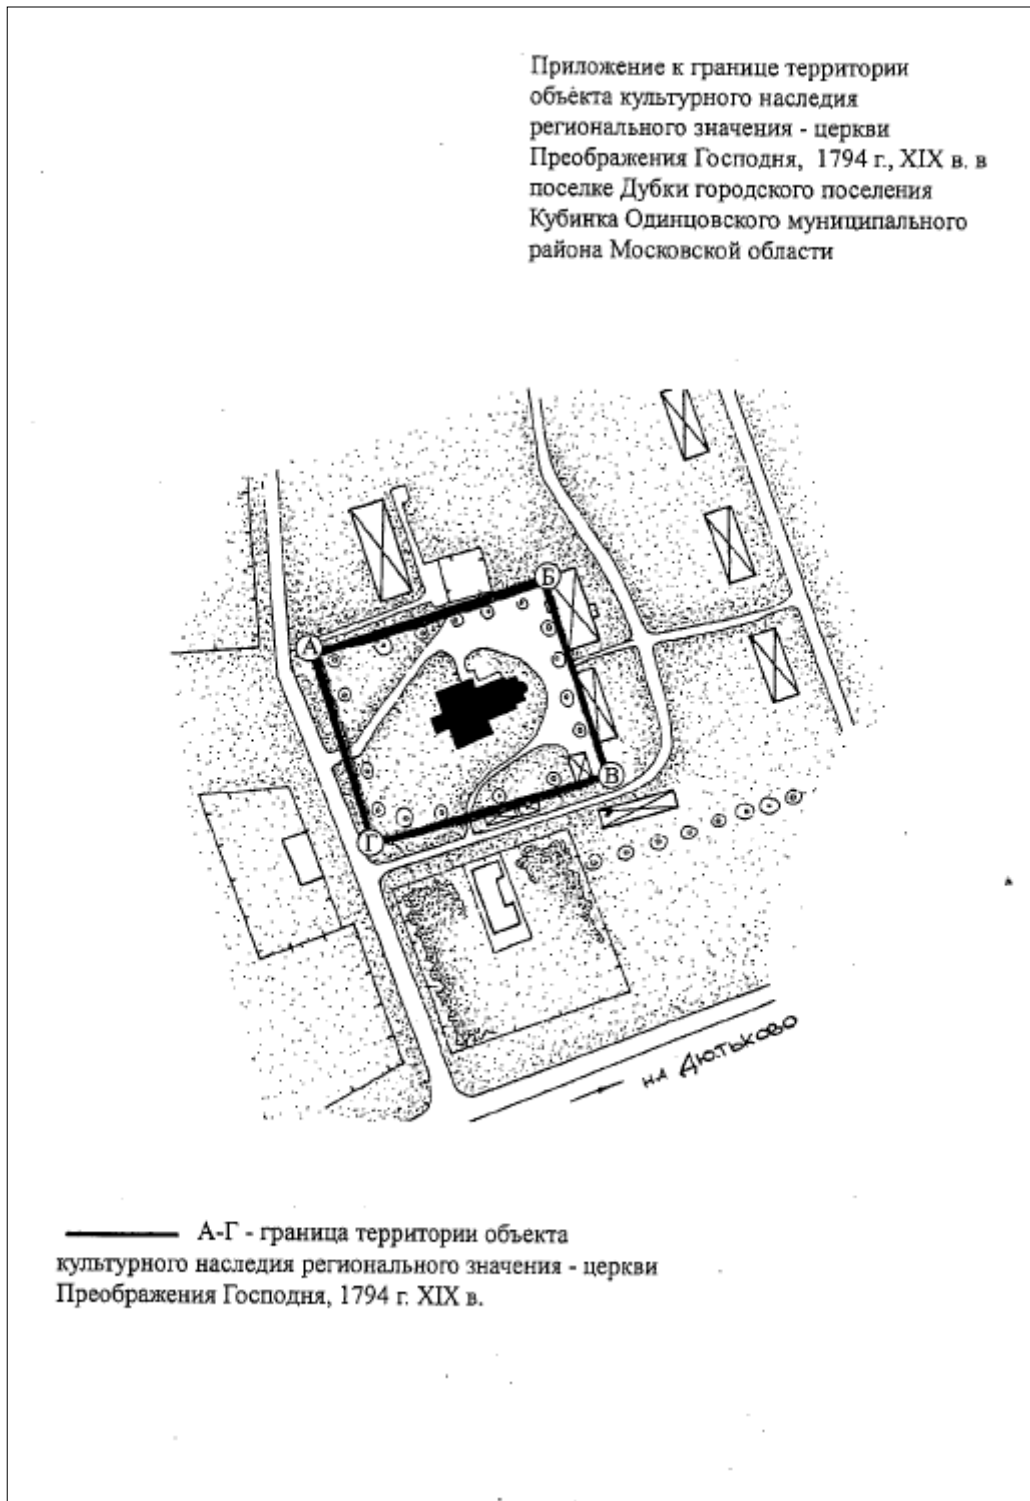 Приложение к границе территории
объекта культурного наследия
регионального значения - церкви
Преображения Господня, 1794 г., XIX в. в
поселке Дубки городского поселения
Кубинка Одинцовского муниципального
района Московской области
Б
А
В
Г
на Дютьково
А-Г - граница территории объекта
культурного наследия регионального значения - церкви
Преображения Господня, 1794 г. XIX в.